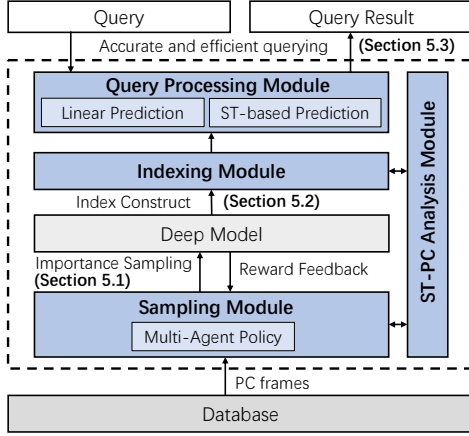 Query
Query Result
Accurate and efficient querying
(Section 5.3)
Query Processing Module
Linear Prediction
ST-based Prediction
Indexing Module
Index Construct
(Section 5.2)
Deep Model
Importance Sampling
(Section 5.1)
Reward Feedback
Sampling Module
Multi-Agent Policy
ST-PC Analysis Module
PC frames
Database